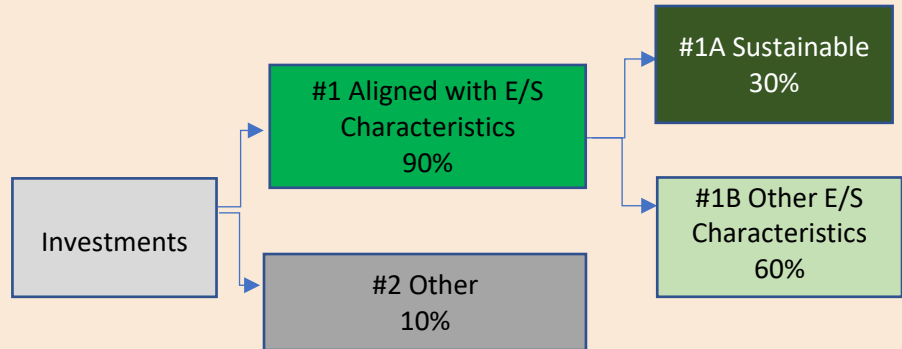 Investments
#1 Aligned with E/S
Characteristics
90%
#2 Other
10%
#1A Sustainable
30%
#1B Other E/S
Characteristics
60%